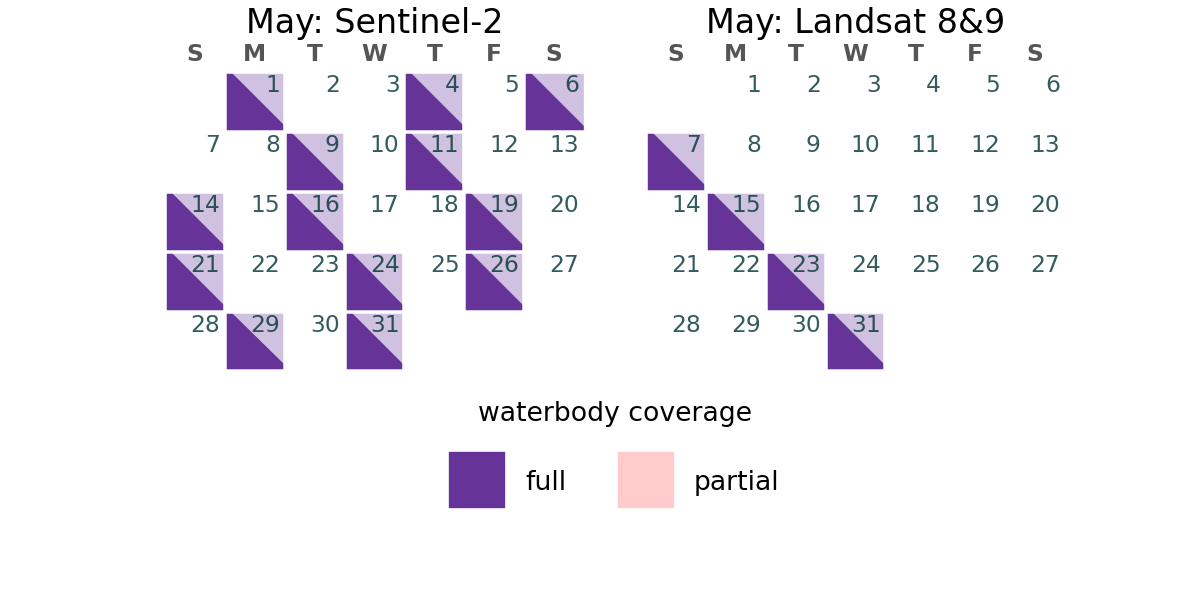 May: Sentinel-2
S M T W T F S
1 2 3 4 5 6
7 8 9 10 11 12 13
14 15 16 17 18 19 20
21 22 23 24 25 26 27
28 29 30 31
May: Landsat 8&9
S M T W T F S
1 2 3 4 5 6
7 8 9 10 11 12 13
14 15 16 17 18 19 20
21 22 23 24 25 26 27
28 29 30 31
waterbody coverage
full partial